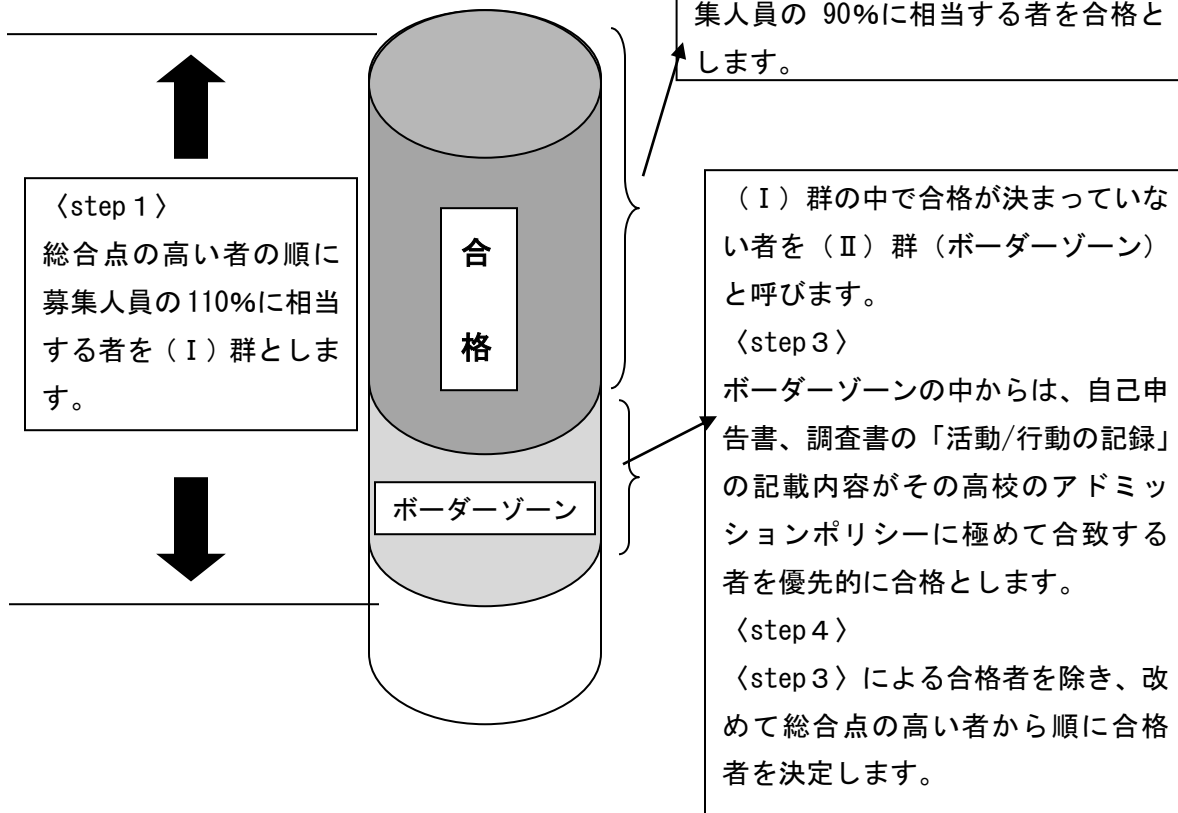 集人員の 90%に相当する者を合格と
します。
〈step１〉
総合点の高い者の順に
募集人員の110%に相当
する者を（Ⅰ）群としま
す。
合
格
ボーダーゾーン
（Ⅰ）群の中で合格が決まっていな
い者を（Ⅱ）群（ボーダーゾーン）
と呼びます。
〈step３〉
ボーダーゾーンの中からは、自己申
告書、調査書の「活動/行動の記録」
の記載内容がその高校のアドミッ
ションポリシーに極めて合致する
者を優先的に合格とします。
〈step４〉
〈step３〉による合格者を除き、改
めて総合点の高い者から順に合格
者を決定します。